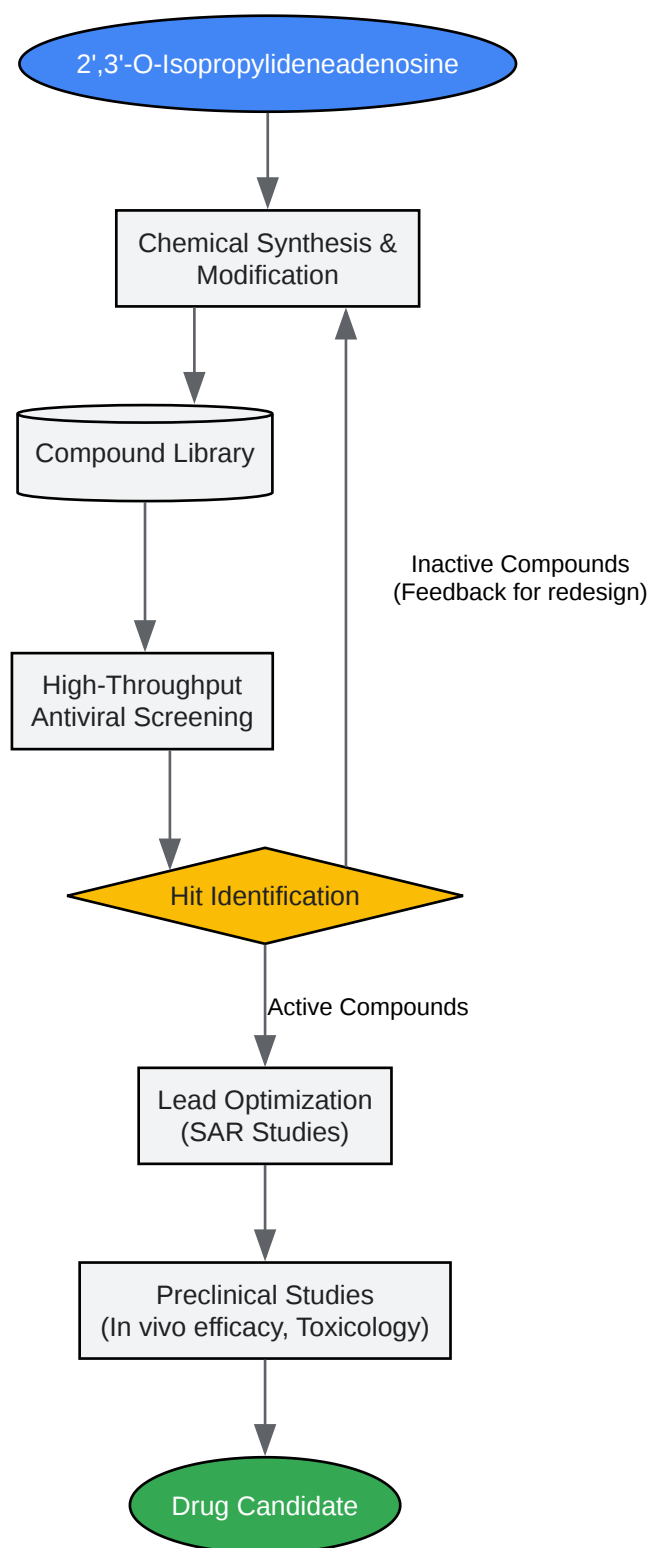 2',3'-O-Isopropylideneadenosine
Chemical Synthesis &
Modification
Compound Library
Inactive Compounds
(Feedback for redesign)
High-Throughput
Antiviral Screening
Hit Identification
Active Compounds
Lead Optimization
(SAR Studies)
Preclinical Studies
(In vivo efficacy, Toxicology)
Drug Candidate